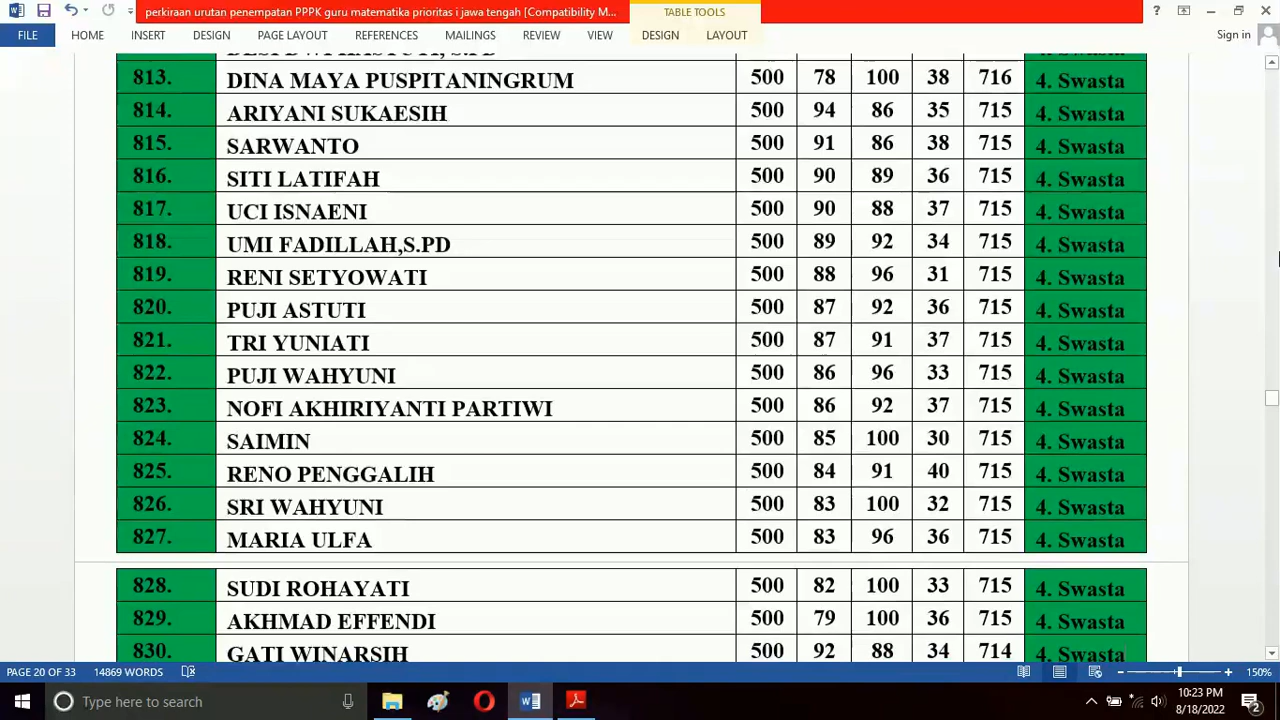 perkiraan urutan penempatan PPPK guru matematika prioritas i jawa tengah [Compatibility M...
TABLE TOOLS
FILE HOME INSERT DESIGN PAGE LAYOUT REFERENCES MAILINGS REVIEW VIEW DESIGN LAYOUT Sign in
813. DINA MAYA PUSPITANINGRUM 500 78 100 38 716 4. Swasta
814. ARIYANI SUKAESIH 500 94 86 35 715 4. Swasta
815. SARWANTO 500 91 86 38 715 4. Swasta
816. SITI LATIFAH 500 90 89 36 715 4. Swasta
817. UCI ISNAENI 500 90 88 37 715 4. Swasta
818. UMI FADILLAH,S.PD 500 89 92 34 715 4. Swasta
819. RENI SETYOWATI 500 88 96 31 715 4. Swasta
820. PUJI ASTUTI 500 87 92 36 715 4. Swasta
821. TRI YUNIATI 500 87 91 37 715 4. Swasta
822. PUJI WAHYUNI 500 86 96 33 715 4. Swasta
823. NOFI AKHIRIYANTI PARTIWI 500 86 92 37 715 4. Swasta
824. SAIMIN 500 85 100 30 715 4. Swasta
825. RENO PENGGALIH 500 84 91 40 715 4. Swasta
826. SRI WAHYUNI 500 83 100 32 715 4. Swasta
827. MARIA ULFA 500 83 96 36 715 4. Swasta
828. SUDI ROHAYATI 500 82 100 33 715 4. Swasta
829. AKHMAD EFFENDI 500 79 100 36 715 4. Swasta
830. GATI WINARSIH 500 92 88 34 714 4. Swasta
PAGE 20 OF 33 14869 WORDS 150%
Type here to search
10:23 PM
8/18/2022
2